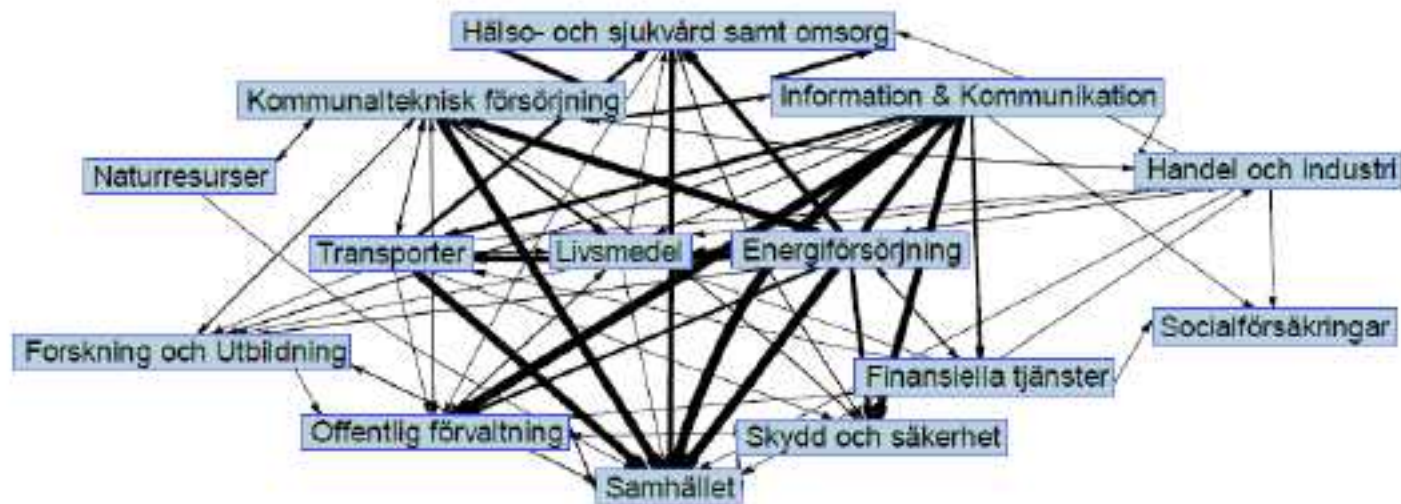 Hälso- och sjukvård samt omsorg
Kommunalteknisk försörjning
Information & Kommunikation
Naturresurser
Handel och industri
Transporter
Livsmedel
Energiförsörjning
Socialförsäkringar
Forskning och Utbildning
Finansiella tjänster
Offentlig förvaltning
Skydd och säkerhet
Samhället